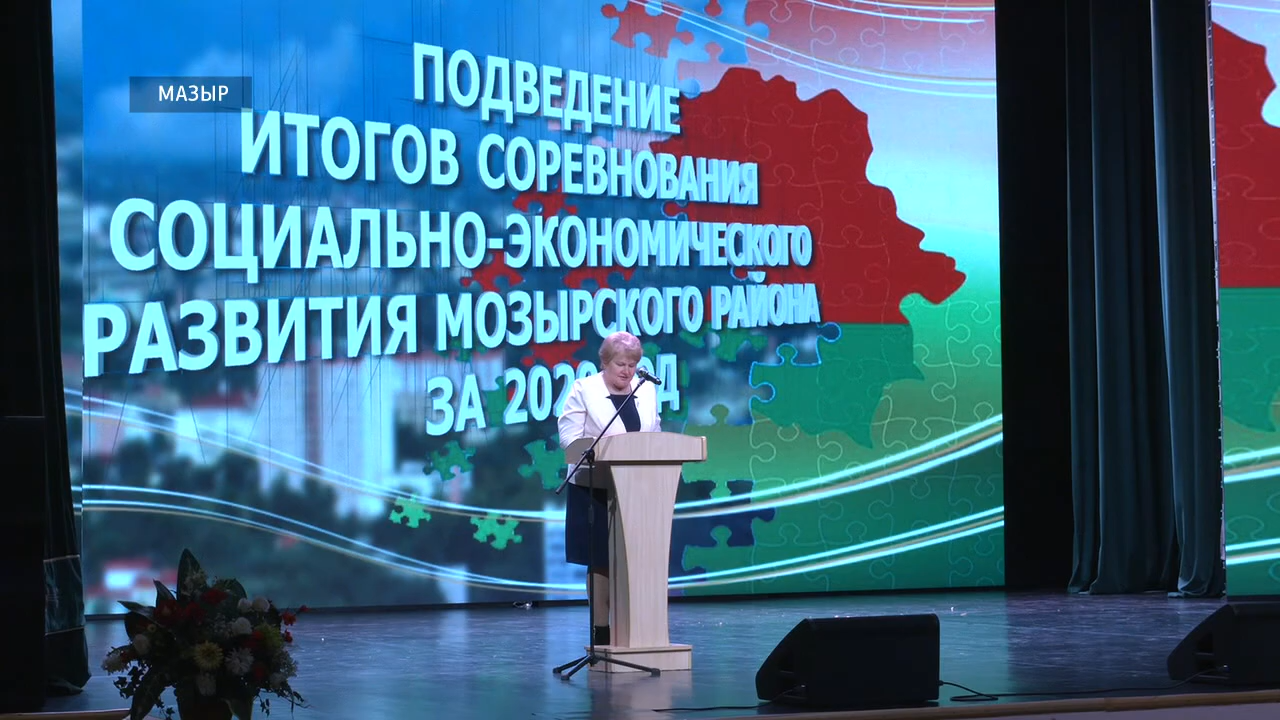 МАЗЫР
ПОДВЕДЕНИЕ
ИТОГОВ СОРЕВНОВАНИЯ
СОЦИАЛЬНО-ЭКОНОМИЧЕСКОГО
РАЗВИТИЯ МОЗЫРСКОГО РАЙОНА
ЗА